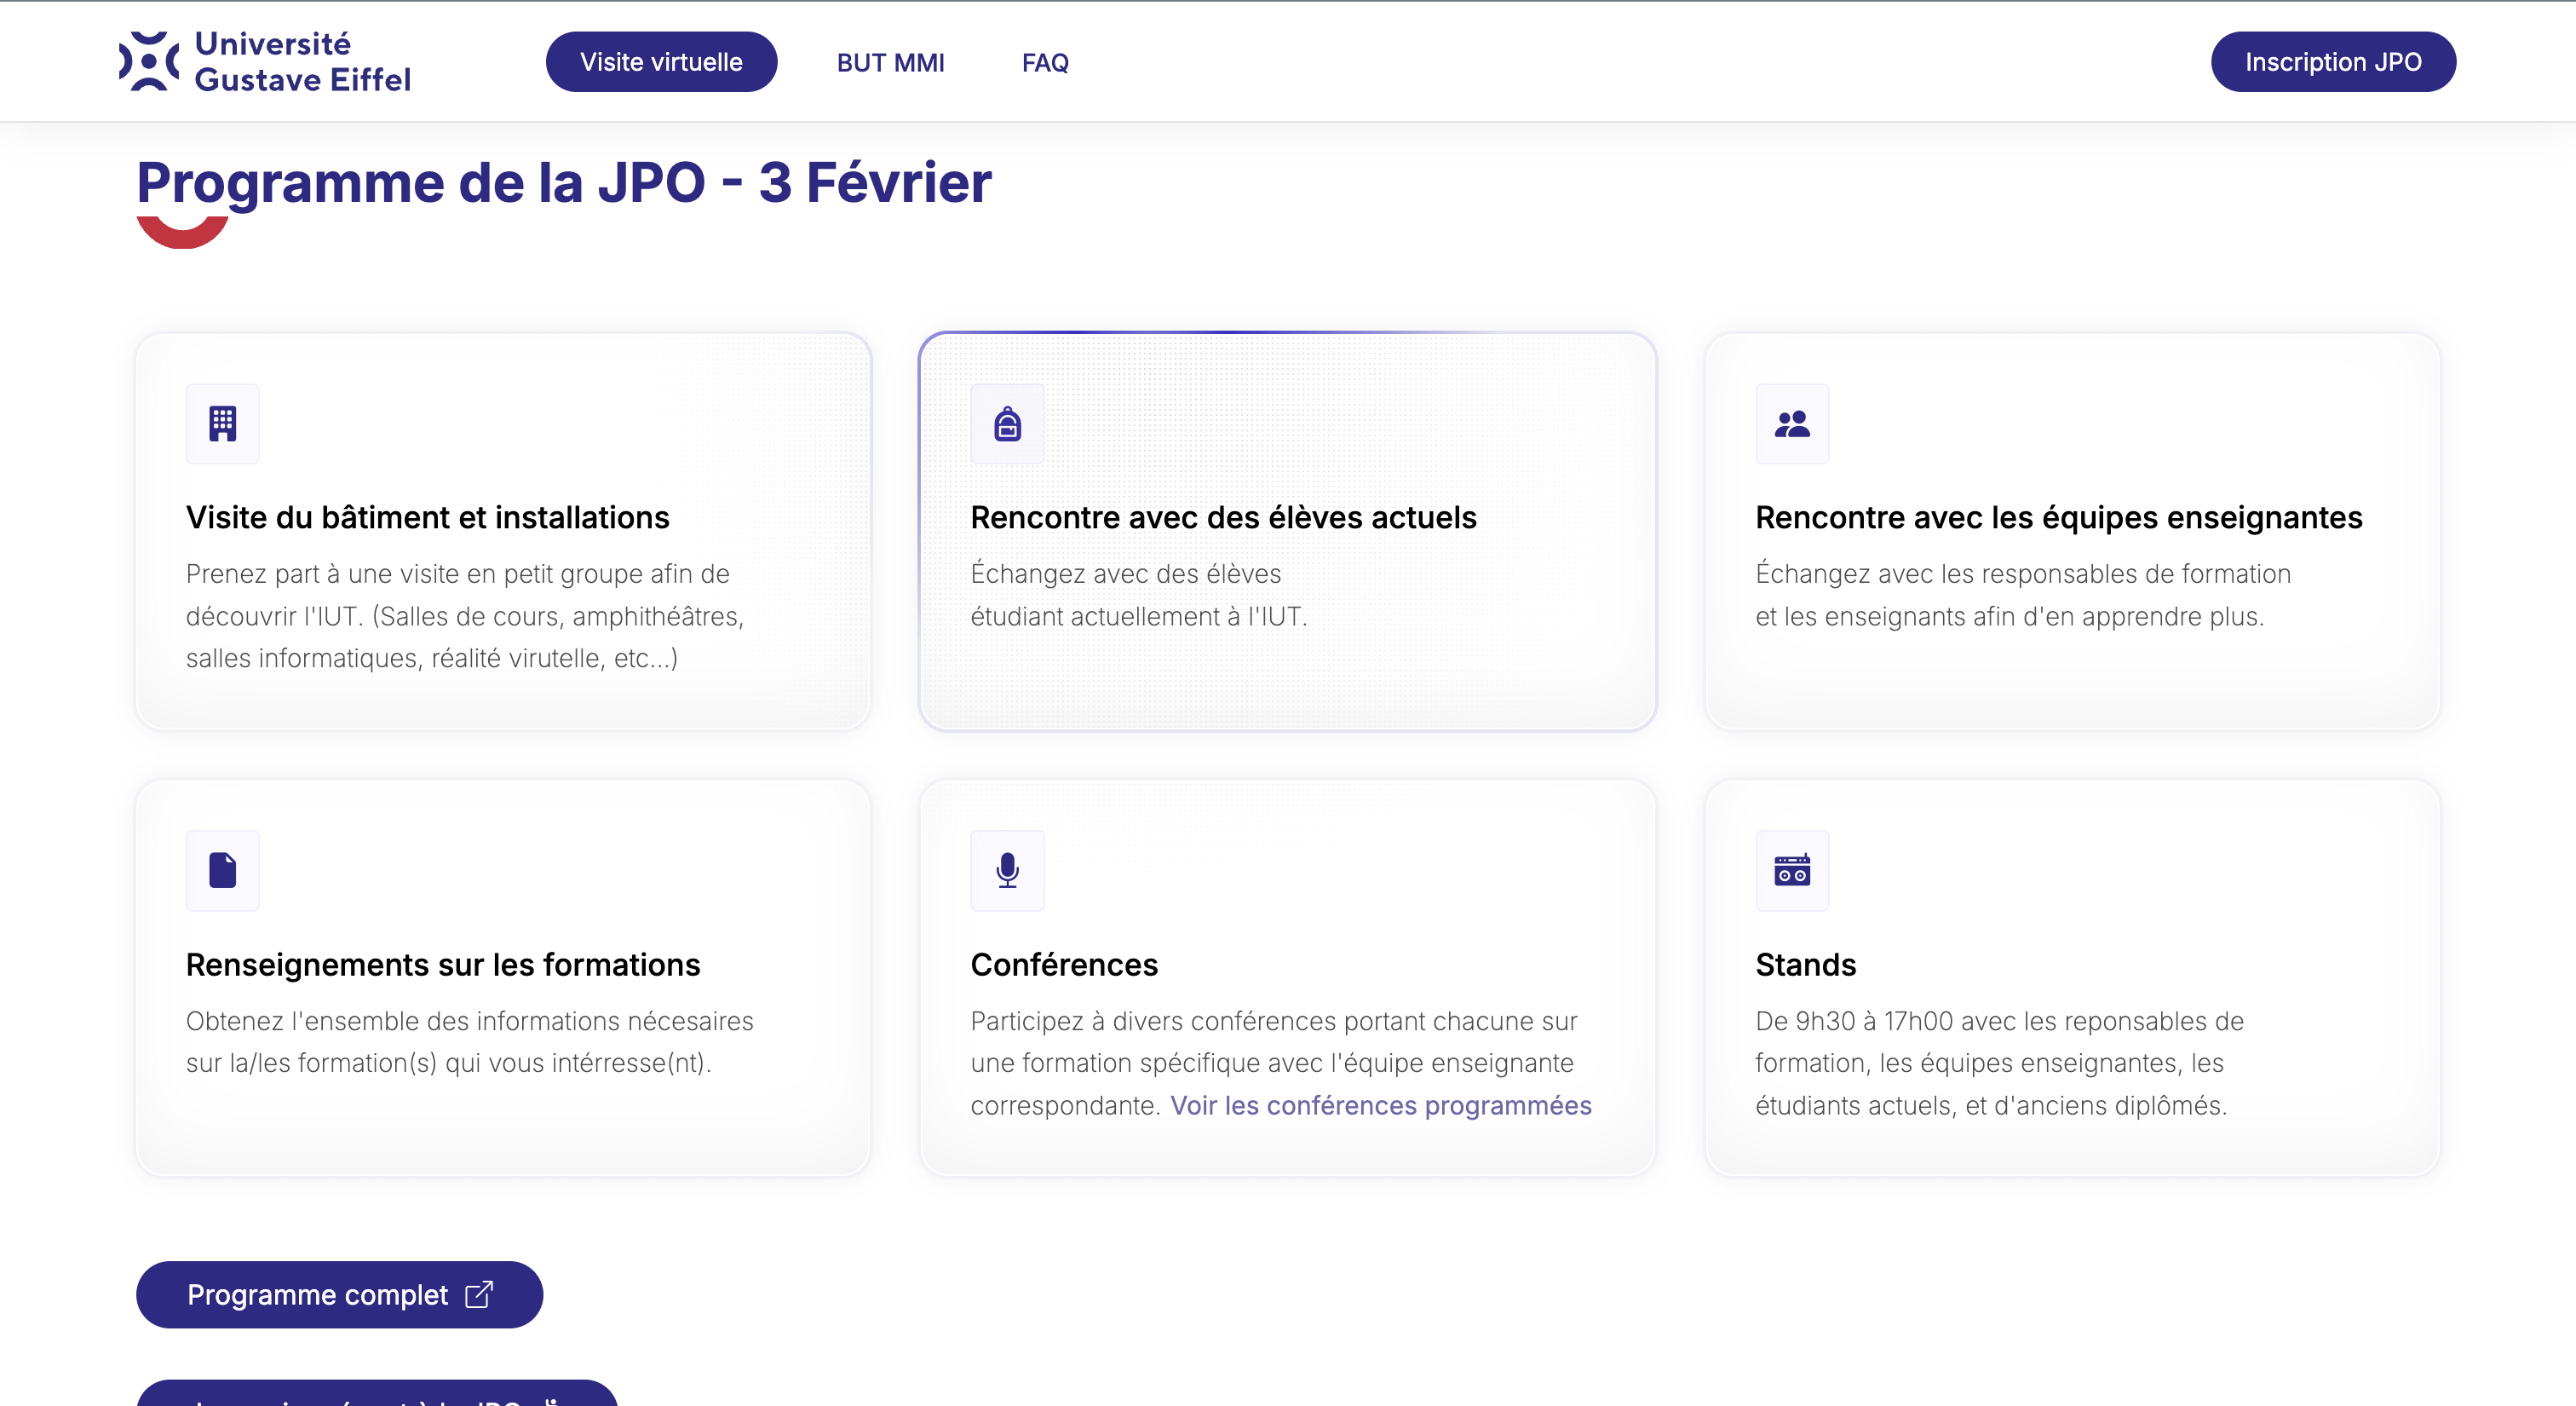 Université
Gustave Eiffel
Visite virtuelle
BUT MMI
FAQ
Inscription JPO
Programme de la JPO - 3 Février
Visite du bâtiment et installations
Prenez part à une visite en petit groupe afin de
découvrir l'IUT. (Salles de cours, amphithéâtres,
salles informatiques, réalité virutelle, etc...)
Rencontre avec des élèves actuels
Échangez avec des élèves
étudiant actuellement à l'IUT.
Rencontre avec les équipes enseignantes
Échangez avec les responsables de formation
et les enseignants afin d'en apprendre plus.
Renseignements sur les formations
Obtenez l'ensemble des informations nécesaires
sur la/les formation(s) qui vous intérresse(nt).
Conférences
Participez à divers conférences portant chacune sur
une formation spécifique avec l'équipe enseignante
correspondante. Voir les conférences programmées
Stands
De 9h30 à 17h00 avec les reponsables de
formation, les équipes enseignantes, les
étudiants actuels, et d'anciens diplômés.
Programme complet
JPO